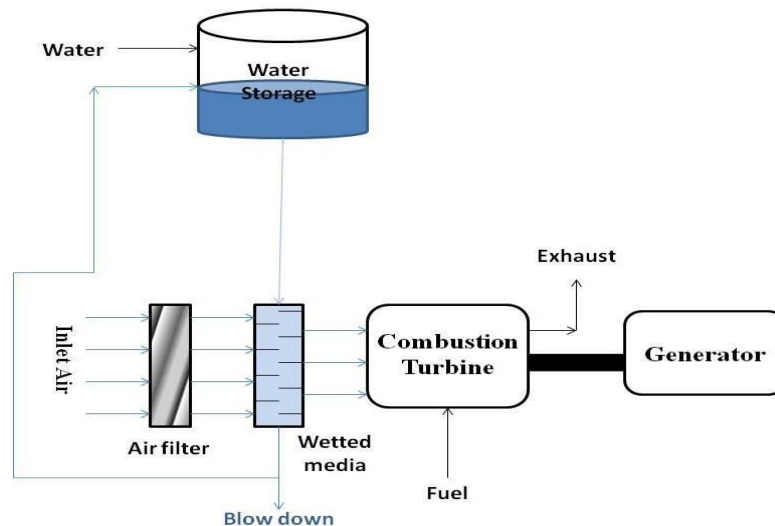 Water
Water
Storage
Exhaust
Inlet Air
Combustion
Turbine
Generator
Air filter
Wetted
media
Fuel
Blow down